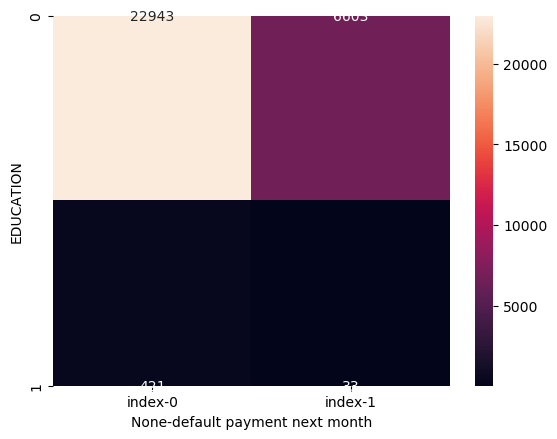 0
22943
6603
20000
15000
EDUCATION
10000
5000
1
421
33
index-0
index-1
None-default payment next month